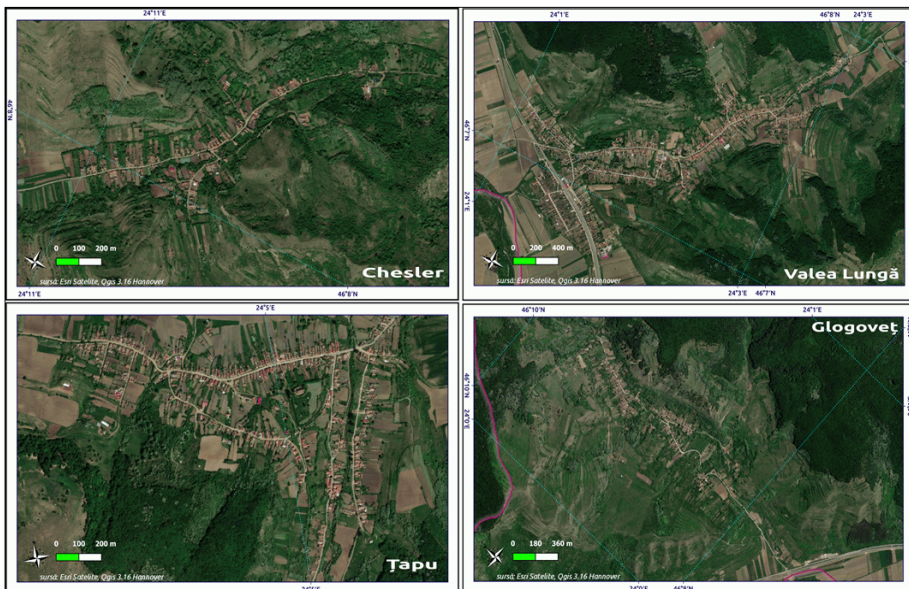 24°11'E
46°8'N
0 100 200 m
Chesler
sursă: Esri Satelite, Qgis 3.16 Hannover
24°11'E
46°8'N
24°1'E
46°8'N
24°3'E
46°7'N
24°1'E
0 200 400 m
Valea Lungă
sursă: Esri Satelite, Qgis 3.16 Hannover
24°3'E
46°7'N
24°5'E
0 100 200 m
Țapu
sursă: Esri Satelite, Qgis 3.16 Hannover
46°10'N
24°1'E
Glogoveț
46°10'N
24°0'E
0 180 360 m
sursă: Esri Satelite, Qgis 3.16 Hannover
24°0'E